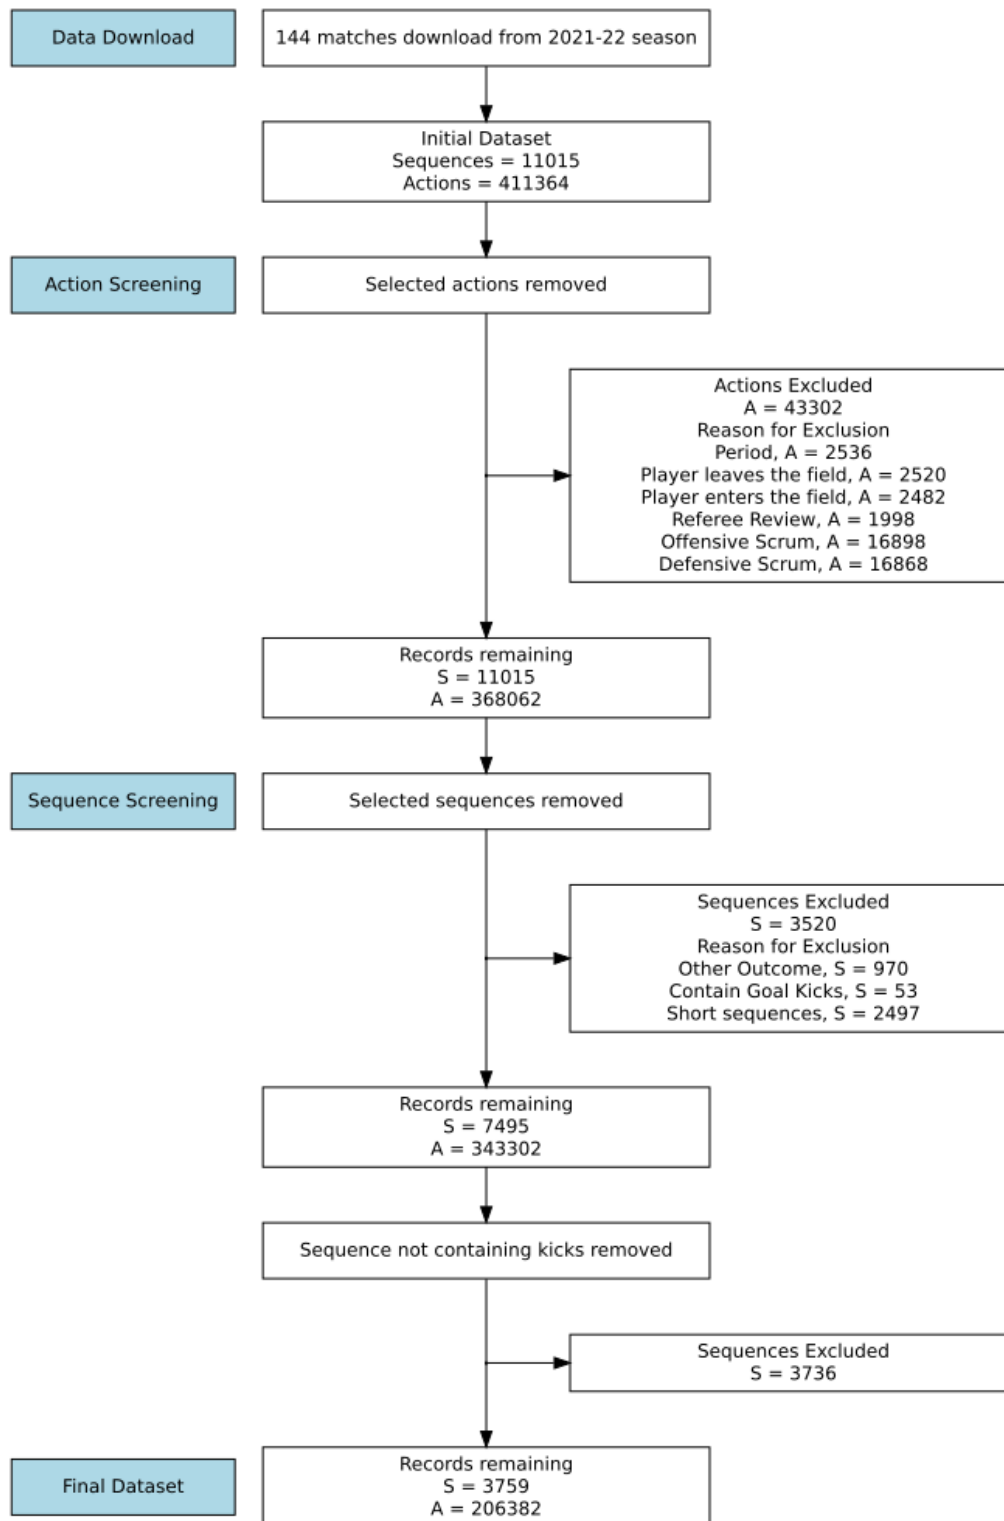 Data Download
144 matches download from 2021-22 season
Initial Dataset
Sequences = 11015
Actions = 411364
Action Screening
Selected actions removed
Actions Excluded
A = 43302
Reason for Exclusion
Period, A = 2536
Player leaves the field, A = 2520
Player enters the field, A = 2482
Referee Review, A = 1998
Offensive Scrum, A = 16898
Defensive Scrum, A = 16868
Records remaining
S = 11015
A = 368062
Sequence Screening
Selected sequences removed
Sequences Excluded
S = 3520
Reason for Exclusion
Other Outcome, S = 970
Contain Goal Kicks, S = 53
Short sequences, S = 2497
Records remaining
S = 7495
A = 343302
Sequence not containing kicks removed
Sequences Excluded
S = 3736
Final Dataset
Records remaining
S = 3759
A = 206382